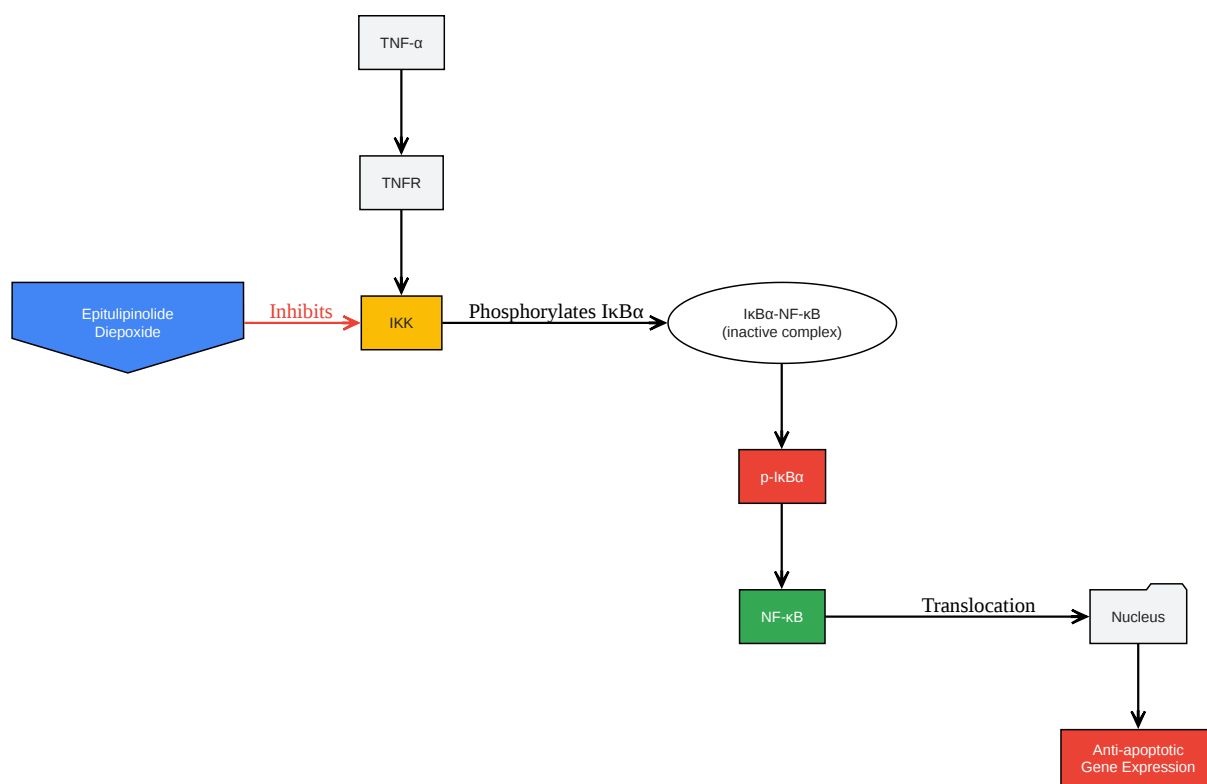 TNF-α
TNFR
Epitulipinolide
Diepoxide
Inhibits
IKK
Phosphorylates IκBα
IκBα-NF-κB
(inactive complex)
p-IκBα
NF-κB
Translocation
Nucleus
Anti-apoptotic
Gene Expression